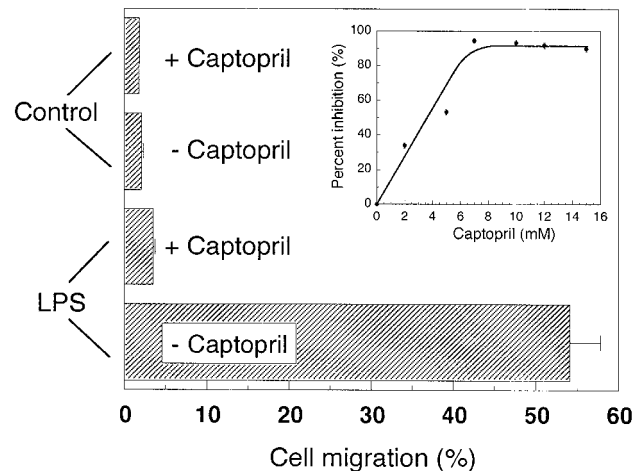 Control
+ Captopril
- Captopril
LPS
+ Captopril
- Captopril
0 10 20 30 40 50 60
Cell migration (%)
Percent inhibition (%)
100
80
60
40
20
0
0 2 4 6 8 10 12 14 16
Captopril (mM)